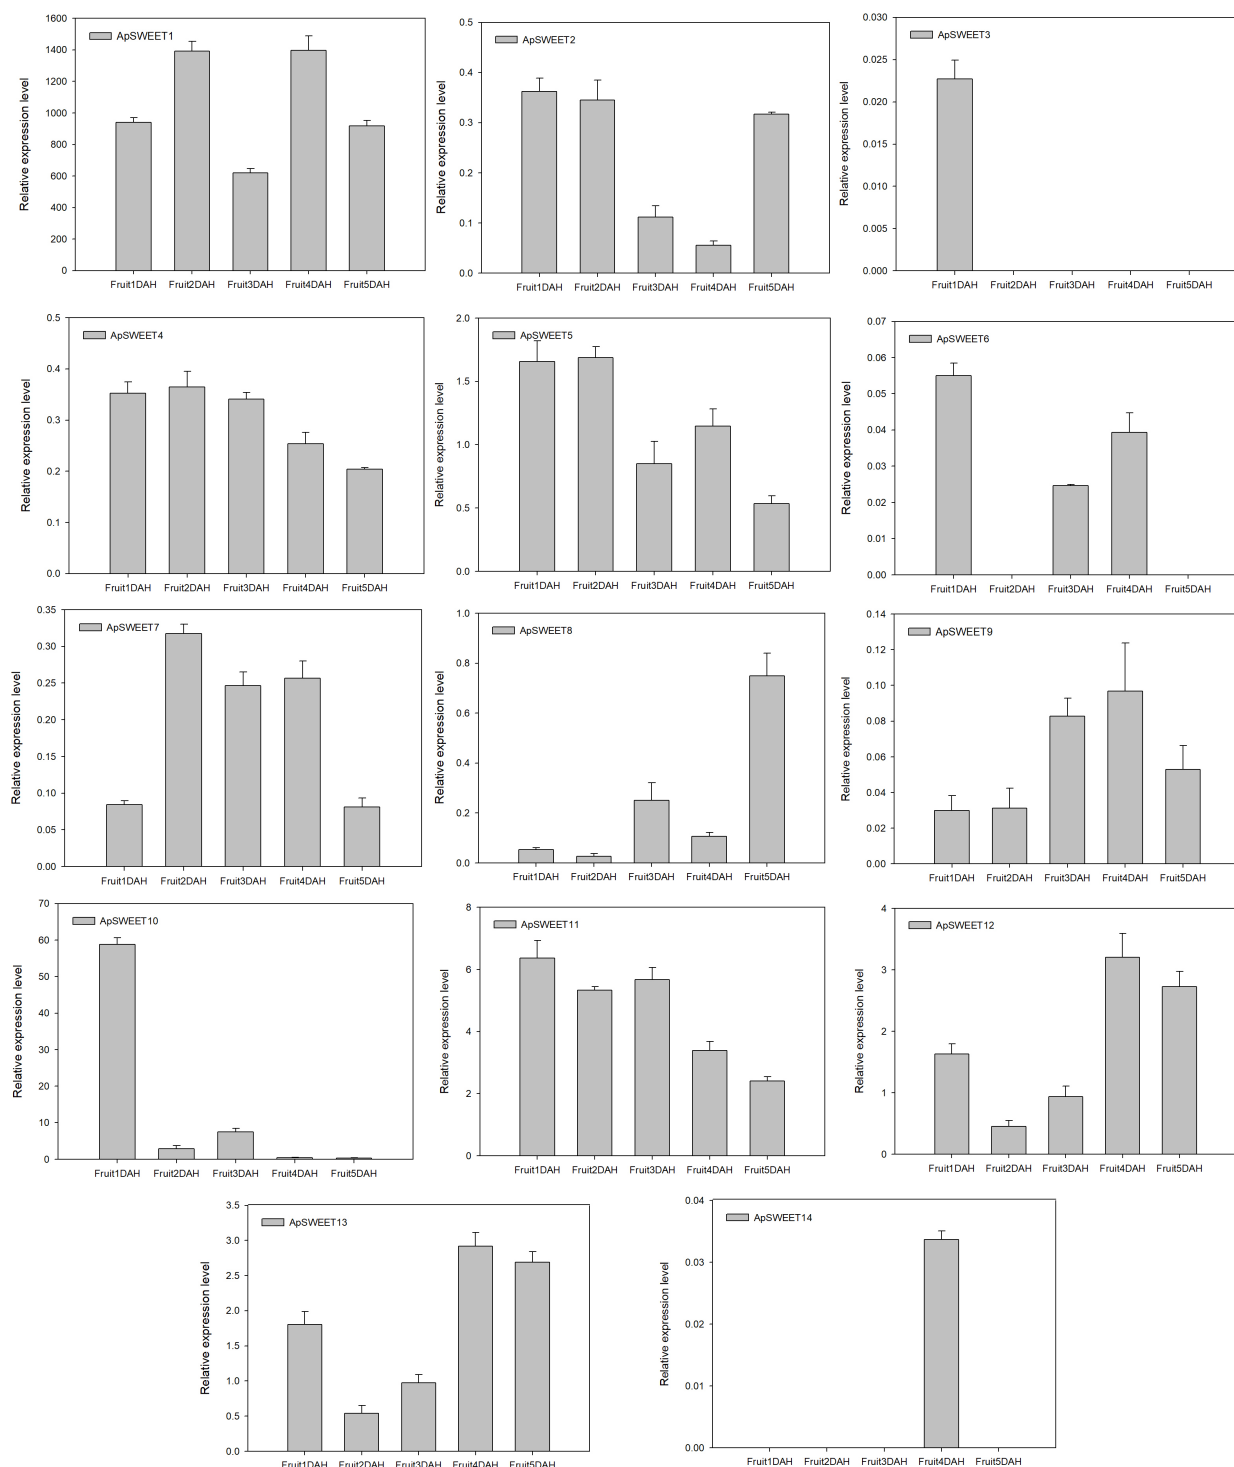 ApSWEET1
Relative expression level
1600
1400
1200
1000
800
600
400
200
0
Fruit1DAH Fruit2DAH Fruit3DAH Fruit4DAH Fruit5DAH
ApSWEET2
Relative expression level
0.5
0.4
0.3
0.2
0.1
0.0
Fruit1DAH Fruit2DAH Fruit3DAH Fruit4DAH Fruit5DAH
ApSWEET3
Relative expression level
0.030
0.025
0.020
0.015
0.010
0.005
0.000
Fruit1DAH Fruit2DAH Fruit3DAH Fruit4DAH Fruit5DAH
ApSWEET4
Relative expression level
0.5
0.4
0.3
0.2
0.1
0.0
Fruit1DAH Fruit2DAH Fruit3DAH Fruit4DAH Fruit5DAH
ApSWEET5
Relative expression level
2.0
1.5
1.0
0.5
0.0
Fruit1DAH Fruit2DAH Fruit3DAH Fruit4DAH Fruit5DAH
ApSWEET6
Relative expression level
0.07
0.06
0.05
0.04
0.03
0.02
0.01
0.00
Fruit1DAH Fruit2DAH Fruit3DAH Fruit4DAH Fruit5DAH
ApSWEET7
Relative expression level
0.35
0.30
0.25
0.20
0.15
0.10
0.05
0.00
Fruit1DAH Fruit2DAH Fruit3DAH Fruit4DAH Fruit5DAH
ApSWEET8
Relative expression level
1.0
0.8
0.6
0.4
0.2
0.0
Fruit1DAH Fruit2DAH Fruit3DAH Fruit4DAH Fruit5DAH
ApSWEET9
Relative expression level
0.14
0.12
0.10
0.08
0.06
0.04
0.02
0.00
Fruit1DAH Fruit2DAH Fruit3DAH Fruit4DAH Fruit5DAH
ApSWEET10
Relative expression level
70
60
50
40
30
20
10
0
Fruit1DAH Fruit2DAH Fruit3DAH Fruit4DAH Fruit5DAH
ApSWEET11
Relative expression level
8
6
4
2
0
Fruit1DAH Fruit2DAH Fruit3DAH Fruit4DAH Fruit5DAH
ApSWEET12
Relative expression level
4
3
2
1
0
Fruit1DAH Fruit2DAH Fruit3DAH Fruit4DAH Fruit5DAH
ApSWEET13
Relative expression level
3.5
3.0
2.5
2.0
1.5
1.0
0.5
0.0
Fruit1DAH Fruit2DAH Fruit3DAH Fruit4DAH Fruit5DAH
ApSWEET14
Relative expression level
0.04
0.03
0.02
0.01
0.00
Fruit1DAH Fruit2DAH Fruit3DAH Fruit4DAH Fruit5DAH